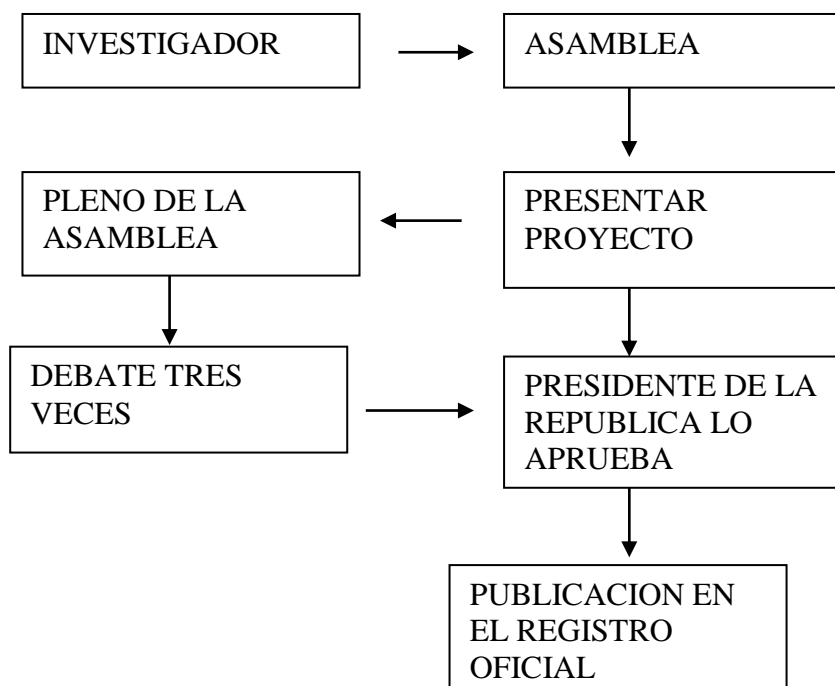 INVESTIGADOR
ASAMBLEA
PLENO DE LA
ASAMBLEA
PRESENTAR
PROYECTO
DEBATE TRES
VECES
PRESIDENTE DE LA
REPUBLICA LO
APRUEBA
PUBLICACION EN
EL REGISTRO
OFICIAL